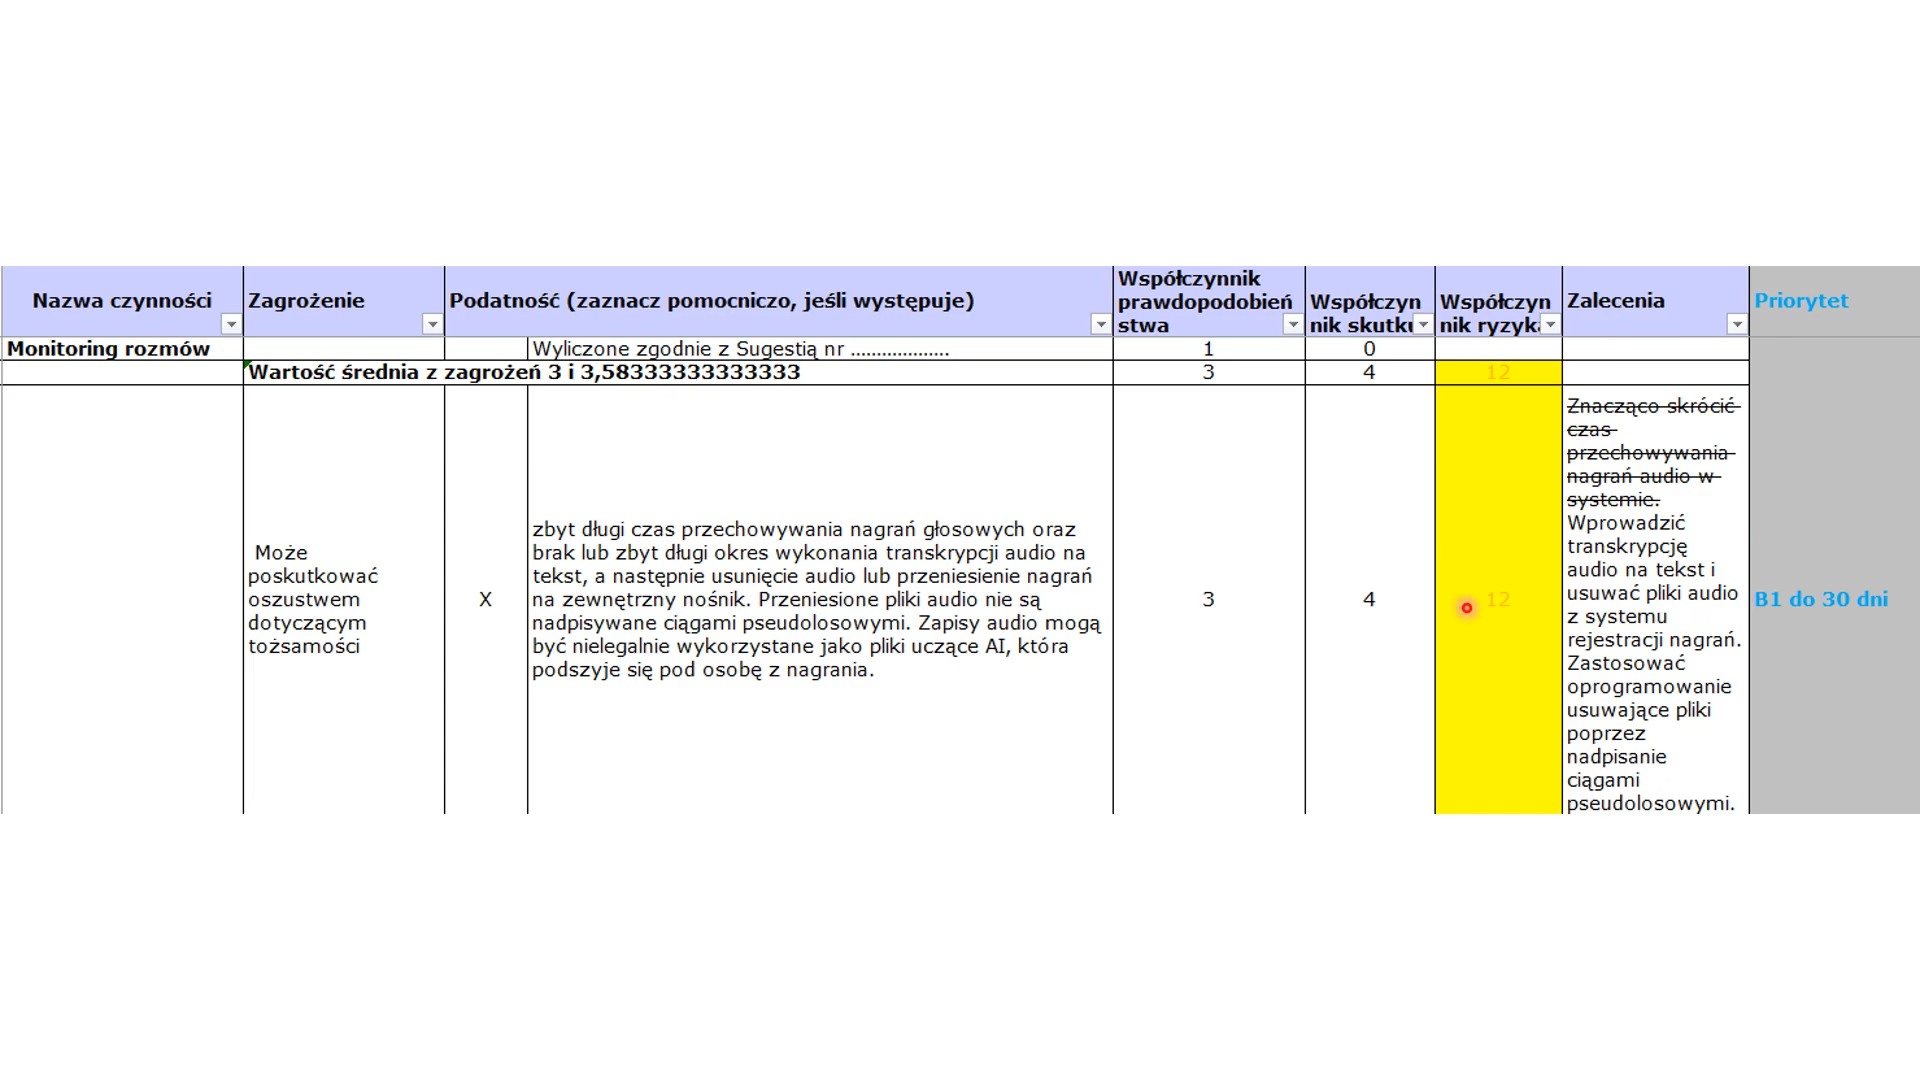 Nazwa czynności
Zagrożenie
Podatność (zaznacz pomocniczo, jeśli występuje)
Współczynnik
prawdopodobień
stwa
Współczyn
nik skutku
Współczyn
nik ryzyka
Zalecenia
Priorytet
Monitoring rozmów
Wyliczone zgodnie z Sugestią nr ...................
1
0
Wartość średnia z zagrożeń 3 i 3,58333333333333
3
4
12
Może
poskutkować
oszustwem
dotyczącym
tożsamości
X
zbyt długi czas przechowywania nagrań głosowych oraz
brak lub zbyt długi okres wykonania transkrypcji audio na
tekst, a następnie usunięcie audio lub przeniesienie nagrań
na zewnętrzny nośnik. Przeniesione pliki audio nie są
nadpisywane ciągami pseudolosowymi. Zapisy audio mogą
być nielegalnie wykorzystane jako pliki uczące AI, która
podszyje się pod osobę z nagrania.
3
4
12
Znacząco skrócić
czas
przechowywania
nagrań audio w
systemie.
Wprowadzić
transkrypcję
audio na tekst i
usuwać pliki audio
z systemu
rejestracji nagrań.
Zastosować
oprogramowanie
usuwające pliki
poprzez
nadpisanie
ciągami
pseudolosowymi.
B1 do 30 dni